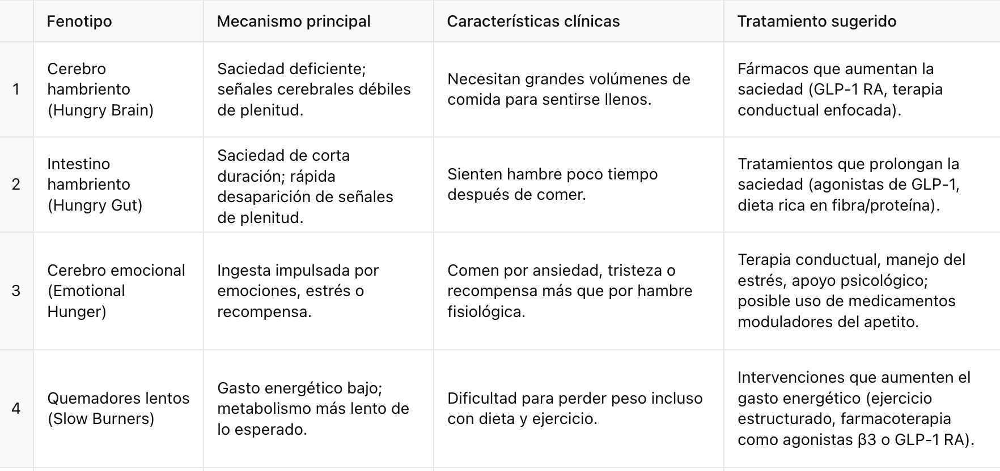 Fenotipo
Mecanismo principal
Características clínicas
Tratamiento sugerido
1
Cerebro
hambriento
(Hungry Brain)
Saciedad deficiente;
señales cerebrales débiles
de plenitud.
Necesitan grandes volúmenes de
comida para sentirse llenos.
Fármacos que aumentan la
saciedad (GLP-1 RA, terapia
conductual enfocada).
2
Intestino
hambriento
(Hungry Gut)
Saciedad de corta
duración; rápida
desaparición de señales
de plenitud.
Sienten hambre poco tiempo
después de comer.
Tratamientos que prolongan la
saciedad (agonistas de GLP-1,
dieta rica en fibra/proteína).
3
Cerebro emocional
(Emotional
Hunger)
Ingesta impulsada por
emociones, estrés o
recompensa.
Comen por ansiedad, tristeza o
recompensa más que por hambre
fisiológica.
Terapia conductual, manejo del
estrés, apoyo psicológico;
posible uso de medicamentos
moduladores del apetito.
4
Quemadores lentos
(Slow Burners)
Gasto energético bajo;
metabolismo más lento de
lo esperado.
Dificultad para perder peso incluso
con dieta y ejercicio.
Intervenciones que aumenten el
gasto energético (ejercicio
estructurado, farmacoterapia
como agonistas β3 o GLP-1 RA).